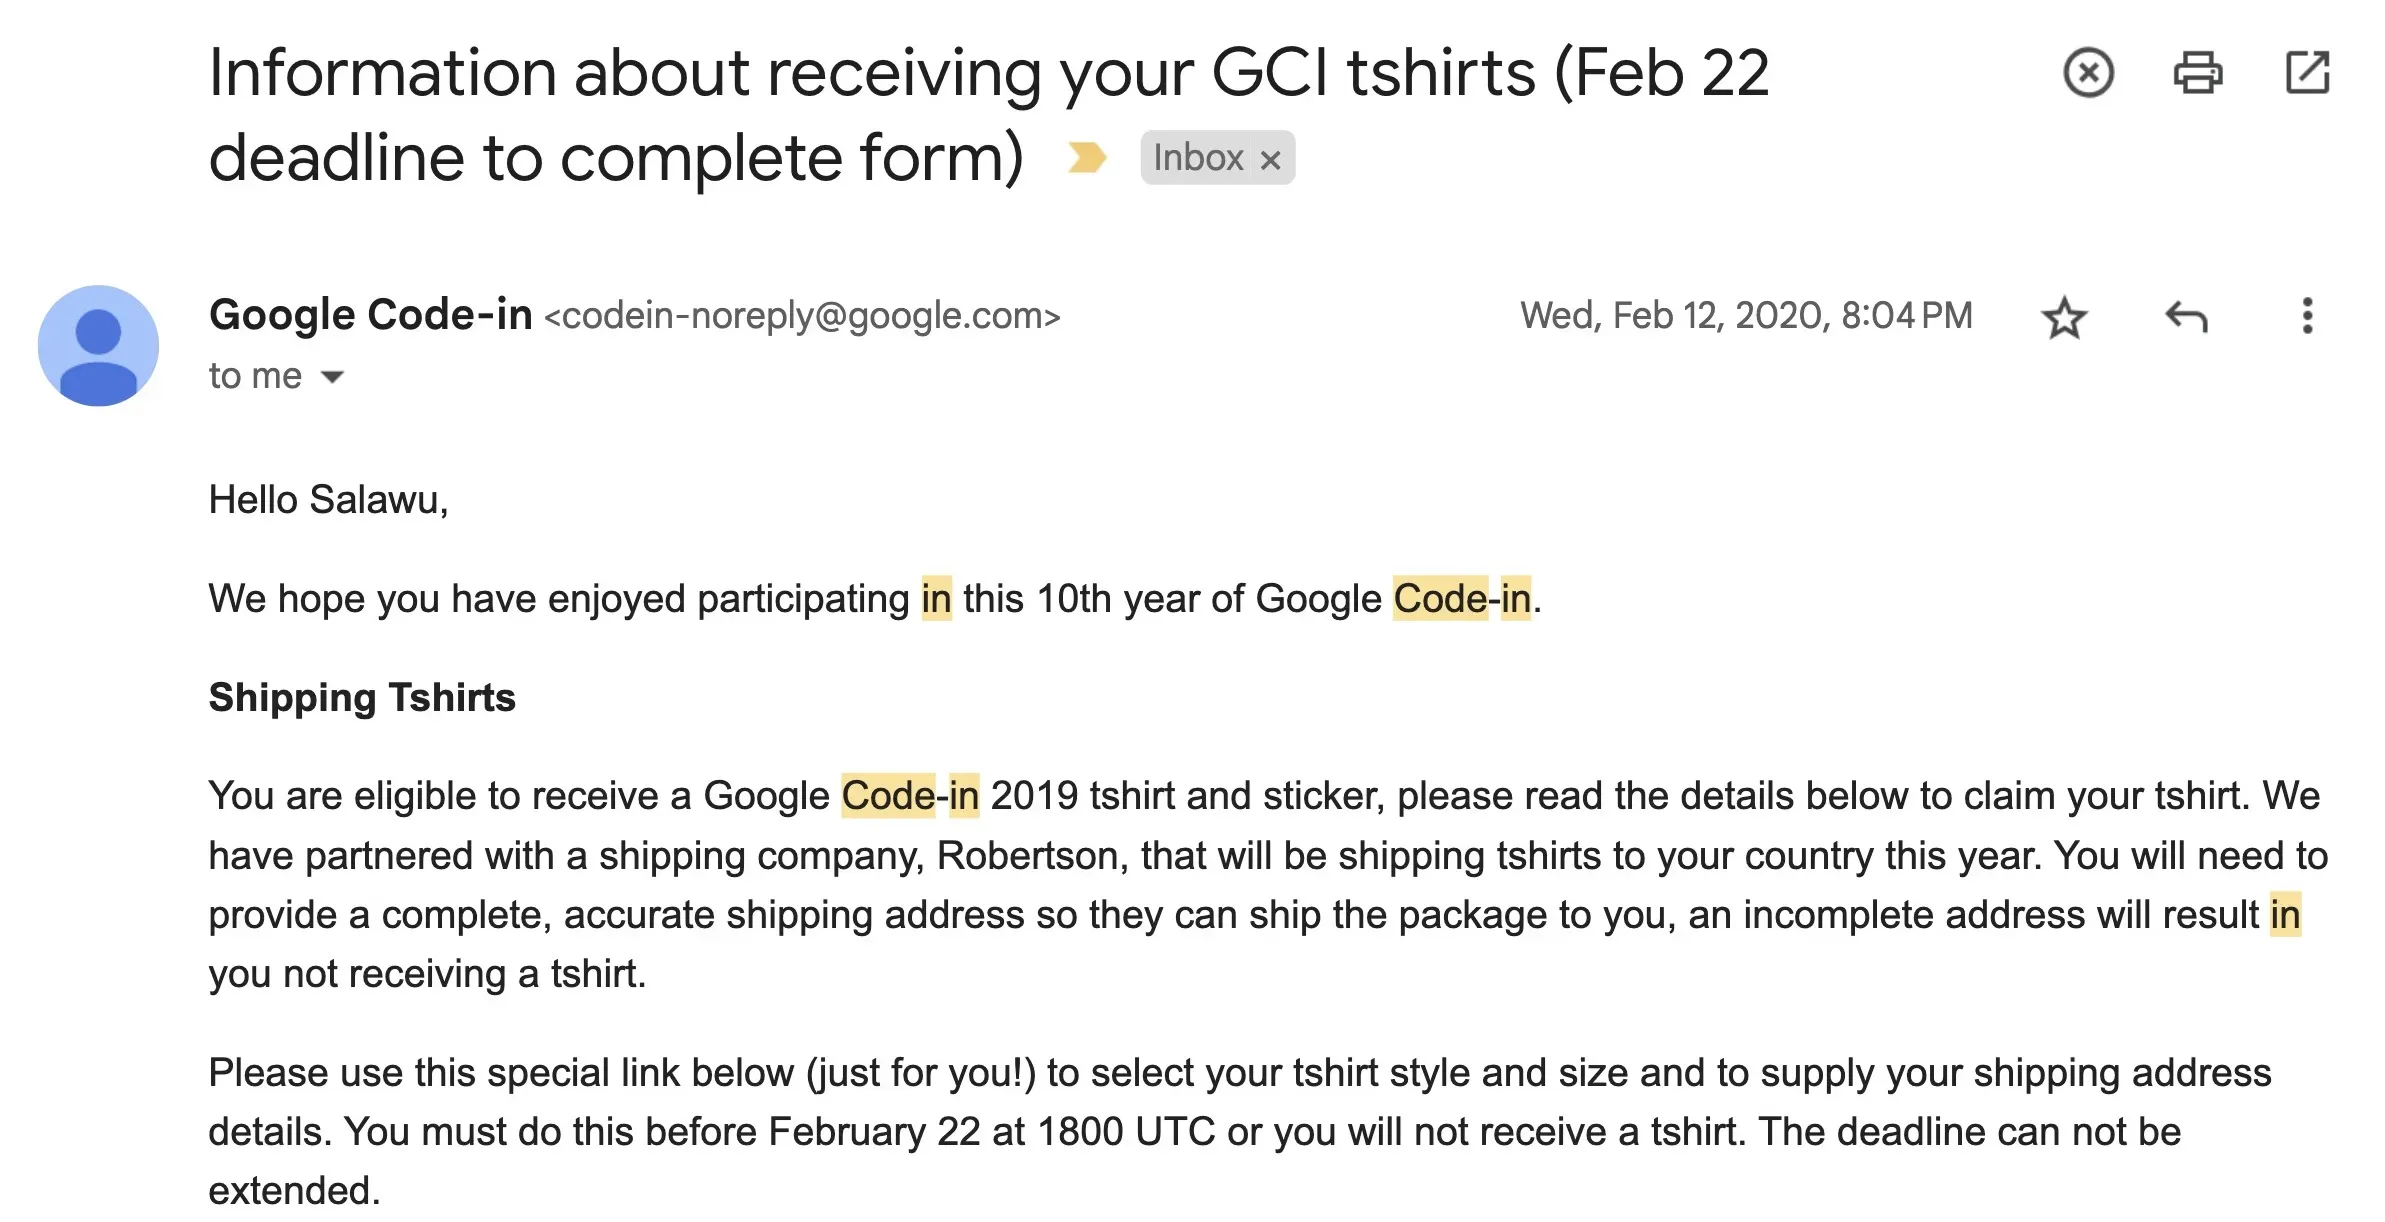 Information about receiving your GCI tshirts (Feb 22
deadline to complete form) Inbox ×
Google Code-in <codein-noreply@google.com> Wed, Feb 12, 2020, 8:04 PM
to me
Hello Salawu,
We hope you have enjoyed participating in this 10th year of Google Code-in.
Shipping Tshirts
You are eligible to receive a Google Code-in 2019 tshirt and sticker, please read the details below to claim your tshirt. We
have partnered with a shipping company, Robertson, that will be shipping tshirts to your country this year. You will need to
provide a complete, accurate shipping address so they can ship the package to you, an incomplete address will result in
you not receiving a tshirt.
Please use this special link below (just for you!) to select your tshirt style and size and to supply your shipping address
details. You must do this before February 22 at 1800 UTC or you will not receive a tshirt. The deadline can not be
extended.